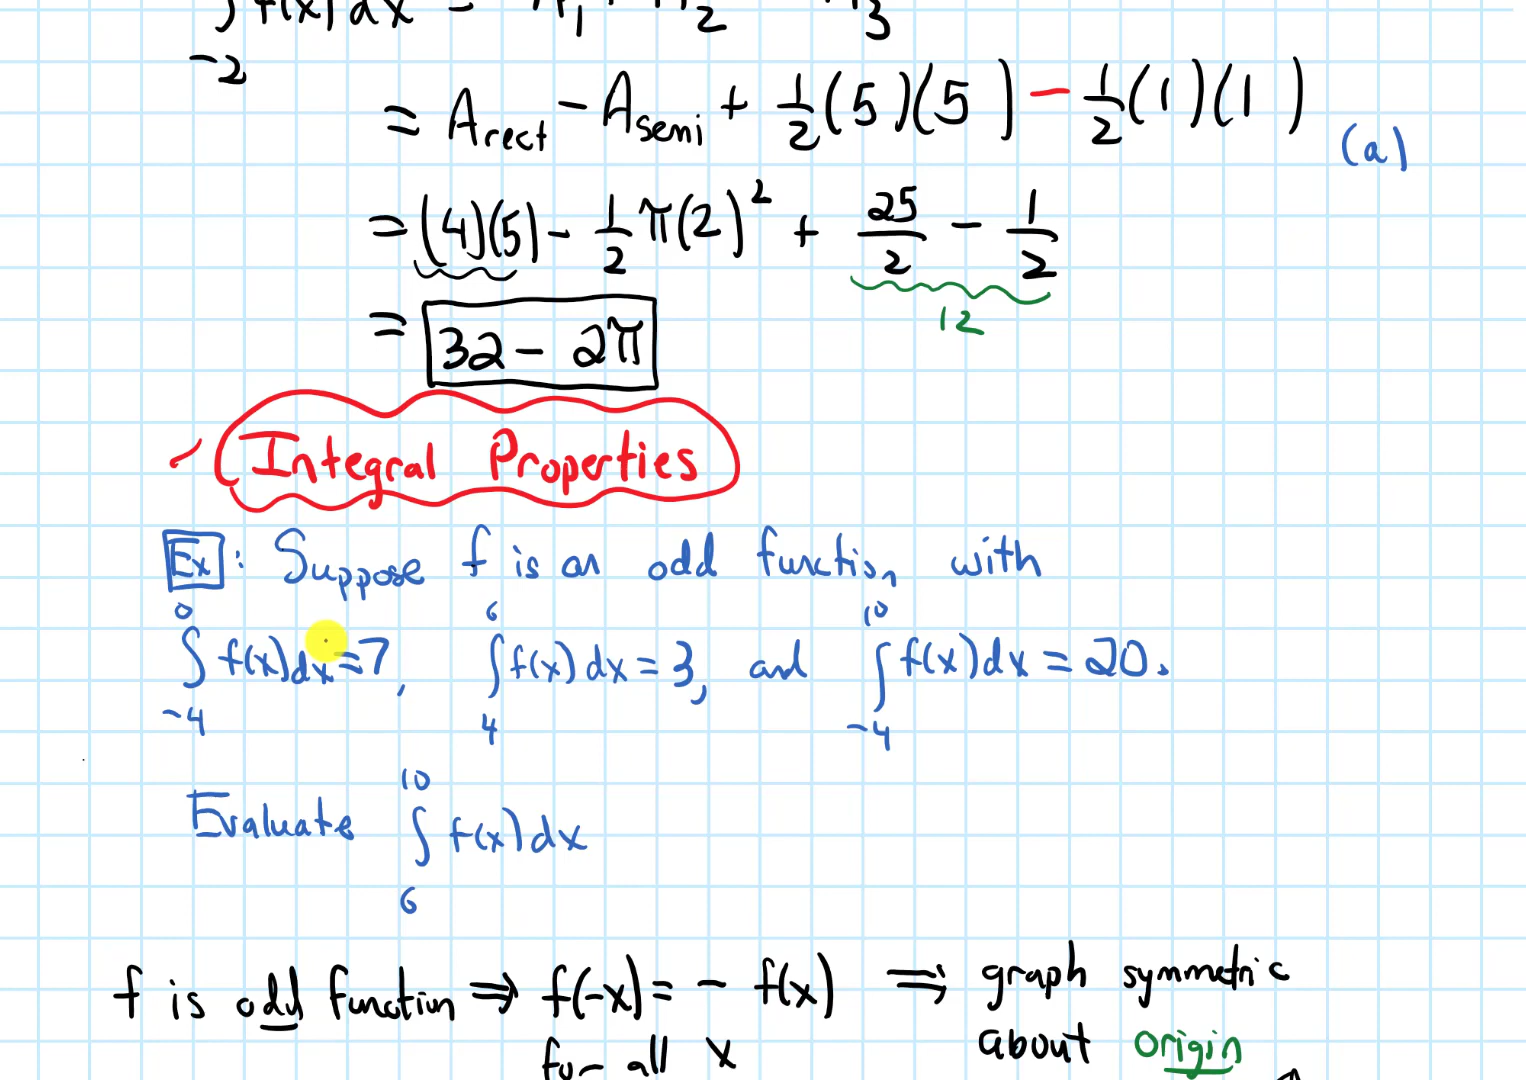 ∫_{-2} f(x) dx = A₁ + A₂ - A₃
= A_rect - A_semi + 1/2 (5)(5) - 1/2 (1)(1)
(a)
= (4)(5) - 1/2 π(2)² + 25/2 - 1/2
12
= 32 - 2π
Integral Properties
Ex: Suppose f is an odd function with
∫_{-4}^{0} f(x)dx = 7, ∫_{4}^{6} f(x)dx = 3, and ∫_{-4}^{10} f(x)dx = 20.
Evaluate ∫_{6}^{10} f(x)dx
f is odd function ⇒ f(-x) = - f(x) ⇒ graph symmetric
for all x about origin